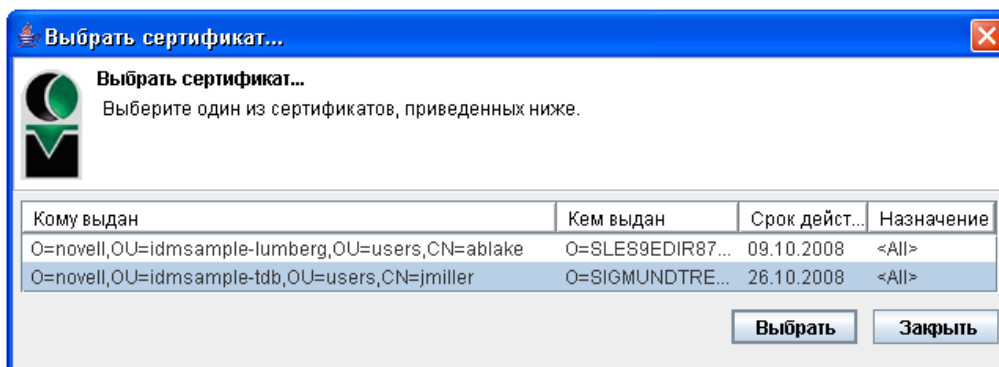 Выбрать сертификат...
Выбрать сертификат...
Выберите один из сертификатов, приведенных ниже.
Кому выдан Кем выдан Срок дейст... Назначение
O=novell,OU=idmsample-lumberg,OU=users,CN=ablake O=SLES9EDIR87... 09.10.2008 <All>
O=novell,OU=idmsample-tdb,OU=users,CN=jmiller O=SIGMUNDTRE... 26.10.2008 <All>
Выбрать Закрыть